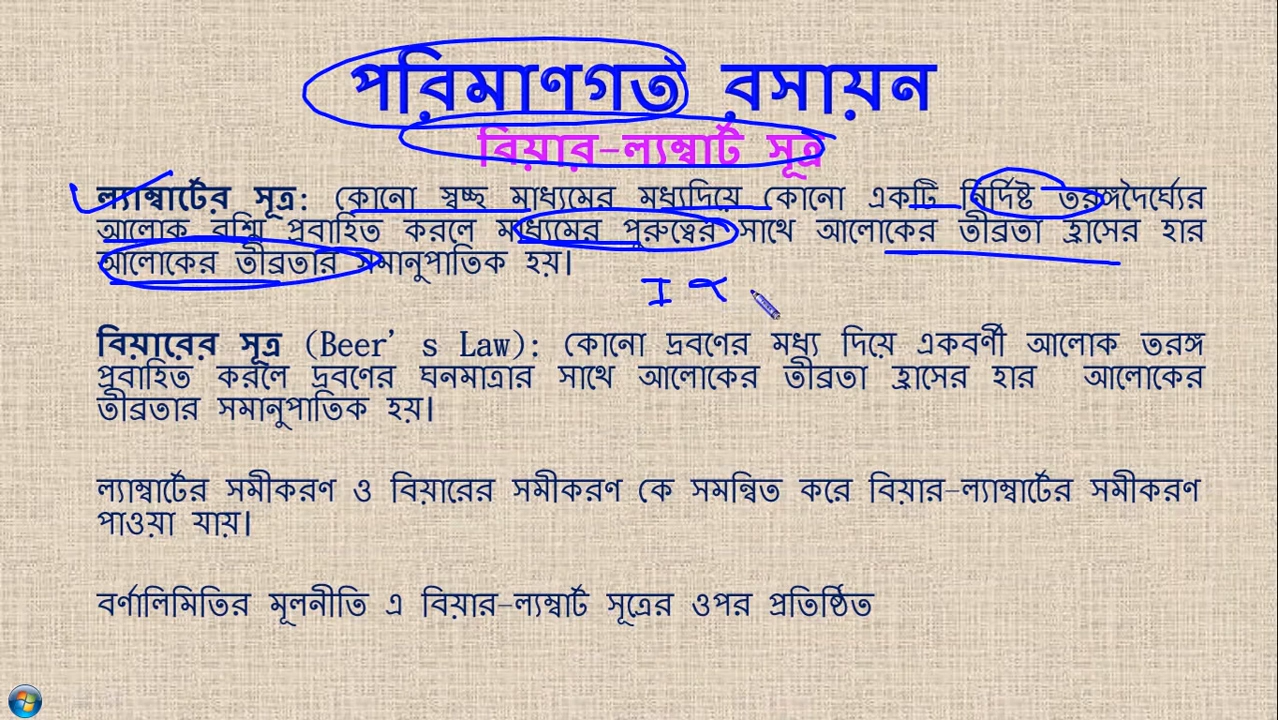 পরিমাণগত রসায়ন
বিয়ার-ল্যম্বার্ট সূত্র
ল্যাম্বার্টের সূত্র: কোনো স্বচ্ছ মাধ্যমের মধ্যদিয়ে কোনো একটি নির্দিষ্ট তরঙ্গদৈর্ঘ্যের
আলোক রশ্মি প্রবাহিত করলে মাধ্যমের পুরুত্বের সাথে আলোকের তীব্রতা হ্রাসের হার
আলোকের তীব্রতার সমানুপাতিক হয়।
I ∝
বিয়ারের সূত্র (Beer's Law): কোনো দ্রবণের মধ্য দিয়ে একবর্ণী আলোক তরঙ্গ
প্রবাহিত করলে দ্রবণের ঘনমাত্রার সাথে আলোকের তীব্রতা হ্রাসের হার আলোকের
তীব্রতার সমানুপাতিক হয়।
ল্যাম্বার্টের সমীকরণ ও বিয়ারের সমীকরণ কে সমন্বিত করে বিয়ার-ল্যাম্বার্টের সমীকরণ
পাওয়া যায়।
বর্ণালিমিতির মূলনীতি এ বিয়ার-ল্যম্বার্ট সূত্রের ওপর প্রতিষ্ঠিত